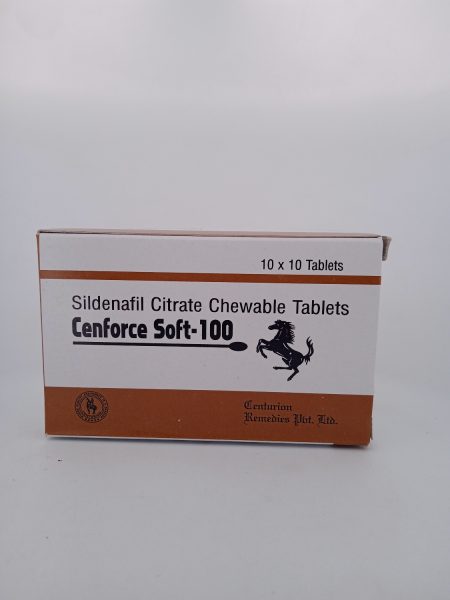 10 x 10 Tablets
Sildenafil Citrate Chewable Tablets
Cenforce Soft-100
Centurion
Remedies Pvt. Ltd.